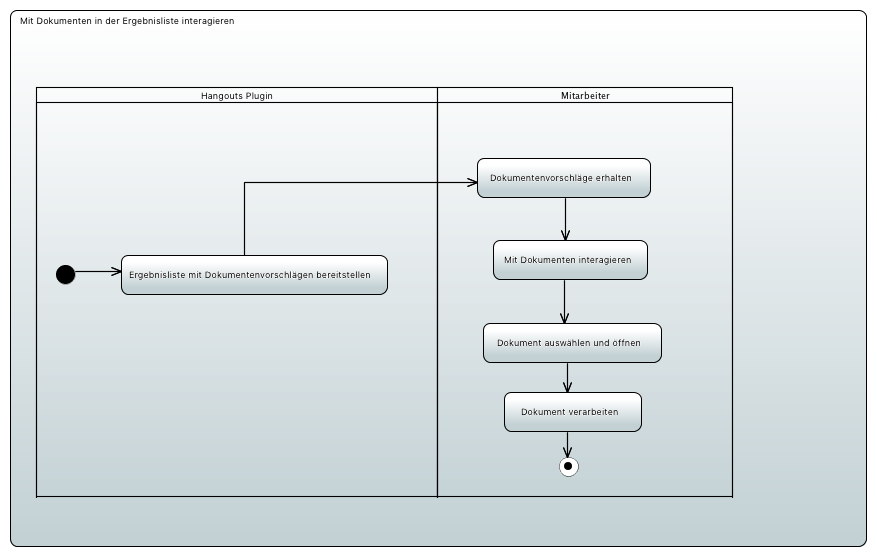 Mit Dokumenten in der Ergebnisliste interagieren
Hangouts Plugin
Mitarbeiter
Dokumentenvorschläge erhalten
Mit Dokumenten interagieren
Ergebnisliste mit Dokumentenvorschlägen bereitstellen
Dokument auswählen und öffnen
Dokument verarbeiten